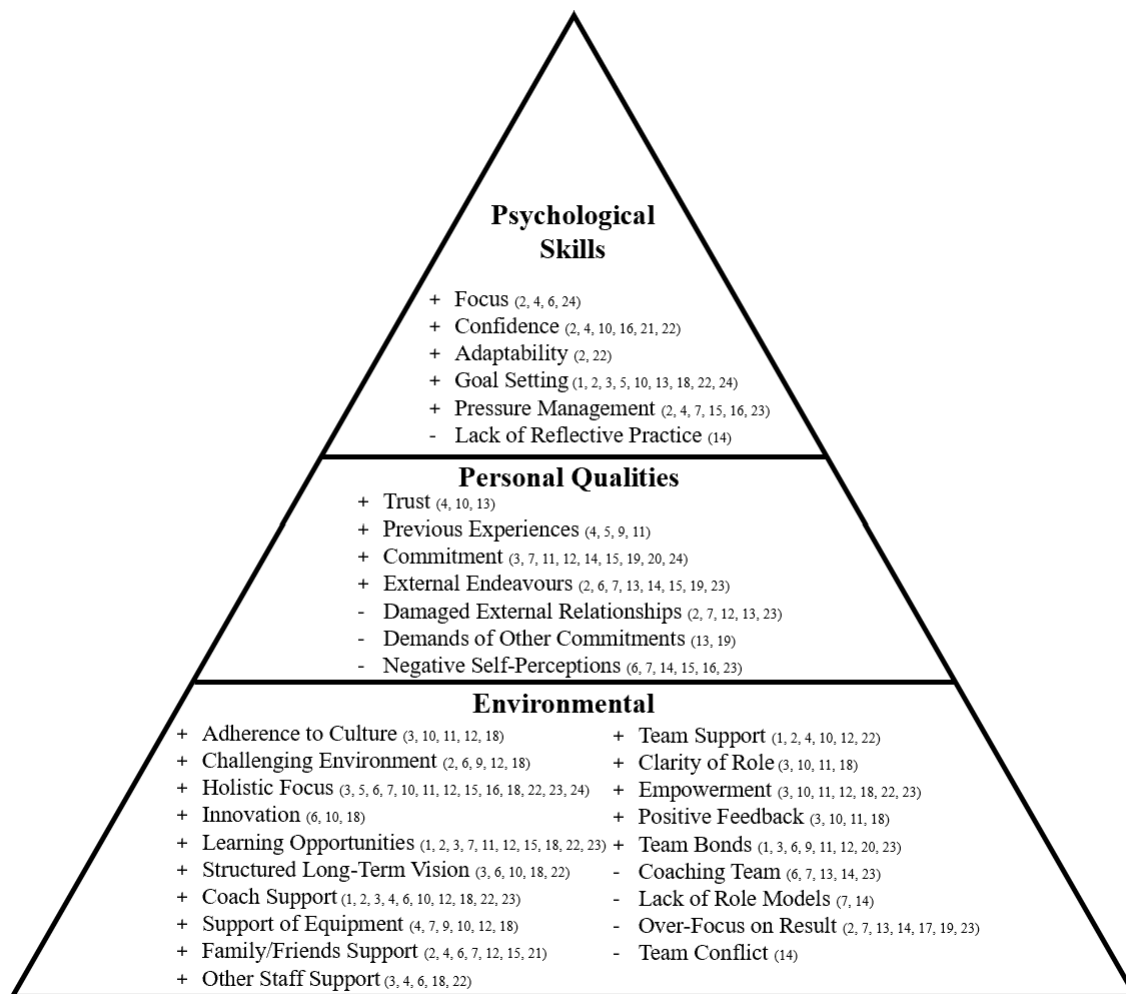 Psychological
Skills
+ Focus (2, 4, 6, 24)
+ Confidence (2, 4, 10, 16, 21, 22)
+ Adaptability (2, 22)
+ Goal Setting (1, 2, 3, 5, 10, 13, 18, 22, 24)
+ Pressure Management (2, 4, 7, 15, 16, 23)
- Lack of Reflective Practice (14)
Personal Qualities
+ Trust (4, 10, 13)
+ Previous Experiences (4, 5, 9, 11)
+ Commitment (3, 7, 11, 12, 14, 15, 19, 20, 24)
+ External Endeavours (2, 6, 7, 13, 14, 15, 19, 23)
- Damaged External Relationships (2, 7, 12, 13, 23)
- Demands of Other Commitments (13, 19)
- Negative Self-Perceptions (6, 7, 14, 15, 16, 23)
Environmental
+ Adherence to Culture (3, 10, 11, 12, 18)
+ Challenging Environment (2, 6, 9, 12, 18)
+ Holistic Focus (3, 5, 6, 7, 10, 11, 12, 15, 16, 18, 22, 23, 24)
+ Innovation (6, 10, 18)
+ Learning Opportunities (1, 2, 3, 7, 11, 12, 15, 18, 22, 23)
+ Structured Long-Term Vision (3, 6, 10, 18, 22)
+ Coach Support (1, 2, 3, 4, 6, 10, 12, 18, 22, 23)
+ Support of Equipment (4, 7, 9, 10, 12, 18)
+ Family/Friends Support (2, 4, 6, 7, 12, 15, 21)
+ Other Staff Support (3, 4, 6, 18, 22)
+ Team Support (1, 2, 4, 10, 12, 22)
+ Clarity of Role (3, 10, 11, 18)
+ Empowerment (3, 10, 11, 12, 18, 22, 23)
+ Positive Feedback (3, 10, 11, 18)
+ Team Bonds (1, 3, 6, 9, 11, 12, 20, 23)
- Coaching Team (6, 7, 13, 14, 23)
- Lack of Role Models (7, 14)
- Over-Focus on Result (2, 7, 13, 14, 17, 19, 23)
- Team Conflict (14)